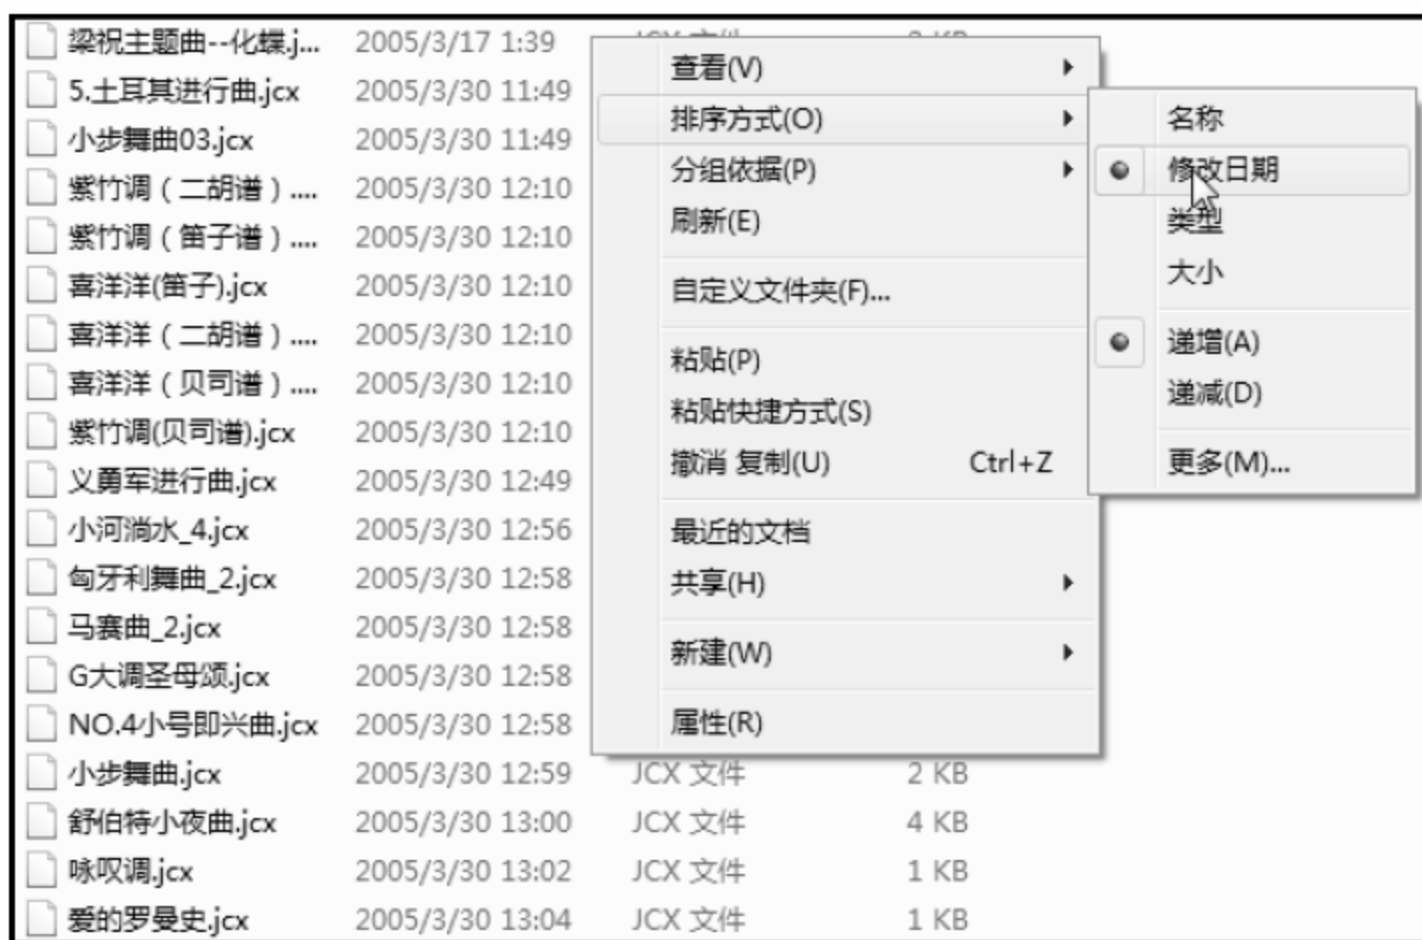 梁祝主题曲--化蝶.j... 2005/3/17 1:39
5.土耳其进行曲.jcx 2005/3/30 11:49
小步舞曲03.jcx 2005/3/30 11:49
紫竹调（二胡谱）.... 2005/3/30 12:10
紫竹调（笛子谱）.... 2005/3/30 12:10
喜洋洋(笛子).jcx 2005/3/30 12:10
喜洋洋（二胡谱）.... 2005/3/30 12:10
喜洋洋（贝司谱）.... 2005/3/30 12:10
紫竹调(贝司谱).jcx 2005/3/30 12:10
义勇军进行曲.jcx 2005/3/30 12:49
小河淌水_4.jcx 2005/3/30 12:56
匈牙利舞曲_2.jcx 2005/3/30 12:58
马赛曲_2.jcx 2005/3/30 12:58
G大调圣母颂.jcx 2005/3/30 12:58
NO.4小号即兴曲.jcx 2005/3/30 12:58
小步舞曲.jcx 2005/3/30 12:59 JCX 文件 2 KB
舒伯特小夜曲.jcx 2005/3/30 13:00 JCX 文件 4 KB
咏叹调.jcx 2005/3/30 13:02 JCX 文件 1 KB
爱的罗曼史.jcx 2005/3/30 13:04 JCX 文件 1 KB
查看(V)
排序方式(O)
分组依据(P)
刷新(E)
自定义文件夹(F)...
粘贴(P)
粘贴快捷方式(S)
撤消 复制(U) Ctrl+Z
最近的文档
共享(H)
新建(W)
属性(R)
名称
修改日期
类型
大小
递增(A)
递减(D)
更多(M)...